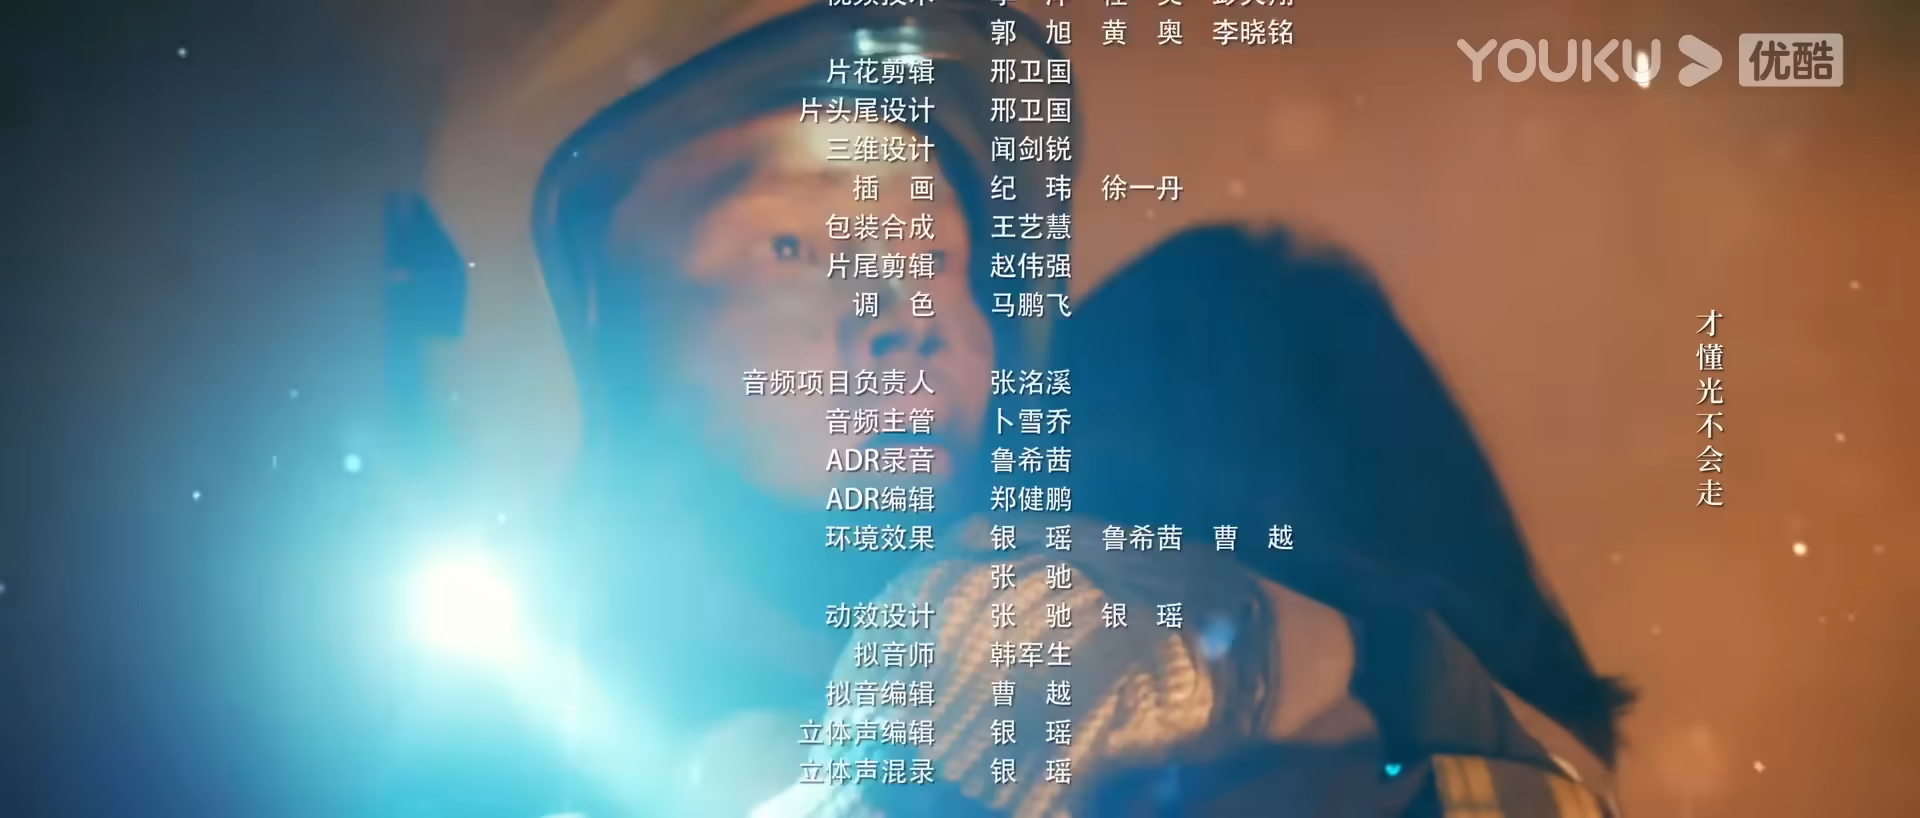 郭　旭　黄　奥　李晓铭
片花剪辑　邢卫国
片头尾设计　邢卫国
三维设计　闻剑锐
插　画　纪　玮　徐一丹
包装合成　王艺慧
片尾剪辑　赵伟强
调　色　马鹏飞
音频项目负责人　张洺溪
音频主管　卜雪乔
ADR录音　鲁希茜
ADR编辑　郑健鹏
环境效果　银　瑶　鲁希茜　曹　越
张　驰
动效设计　张　驰　银　瑶
拟音师　韩军生
拟音编辑　曹　越
立体声编辑　银　瑶
立体声混录　银　瑶
YOUKU 优酷
才懂光不会走